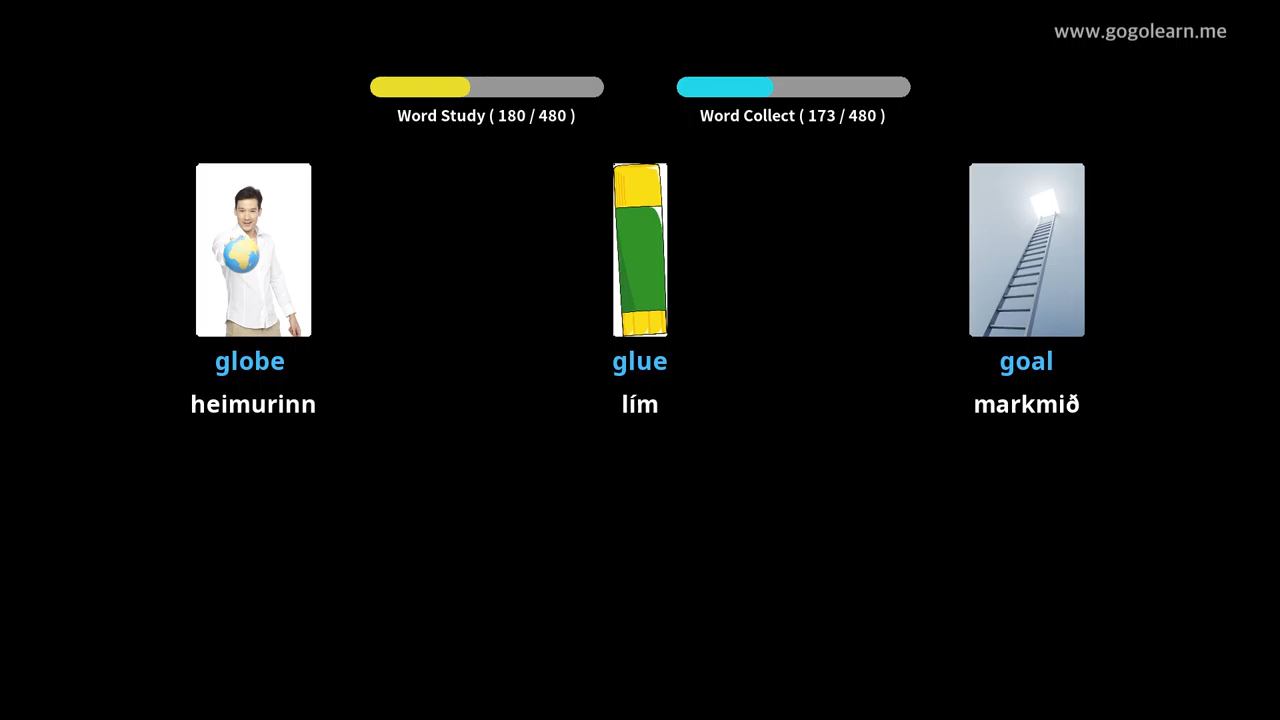 www.gogolearn.me
Word Study ( 180 / 480 )
Word Collect ( 173 / 480 )
globe
glue
goal
heimurinn
lím
markmið